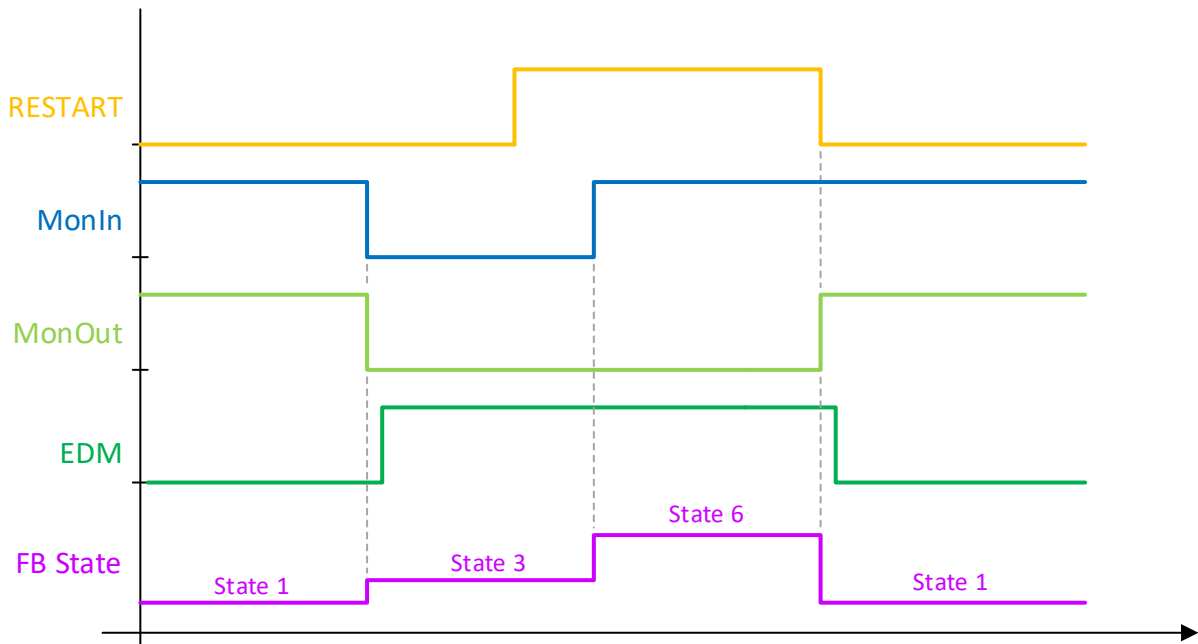 RESTART
MonIn
MonOut
EDM
State 6
State 3
FB State
State 1
State 1